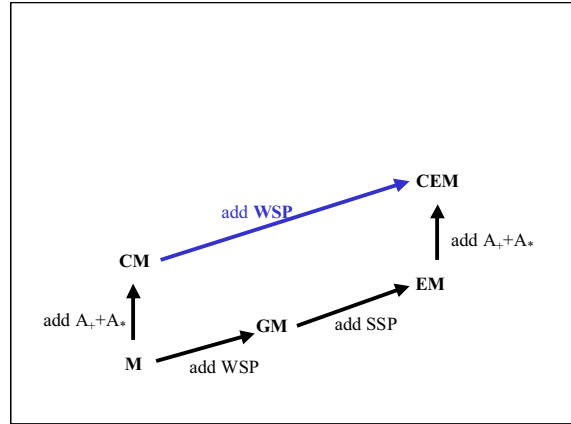 CEM
add WSP
add A₊+A*
CM
EM
add A₊+A*
GM
add SSP
M
add WSP